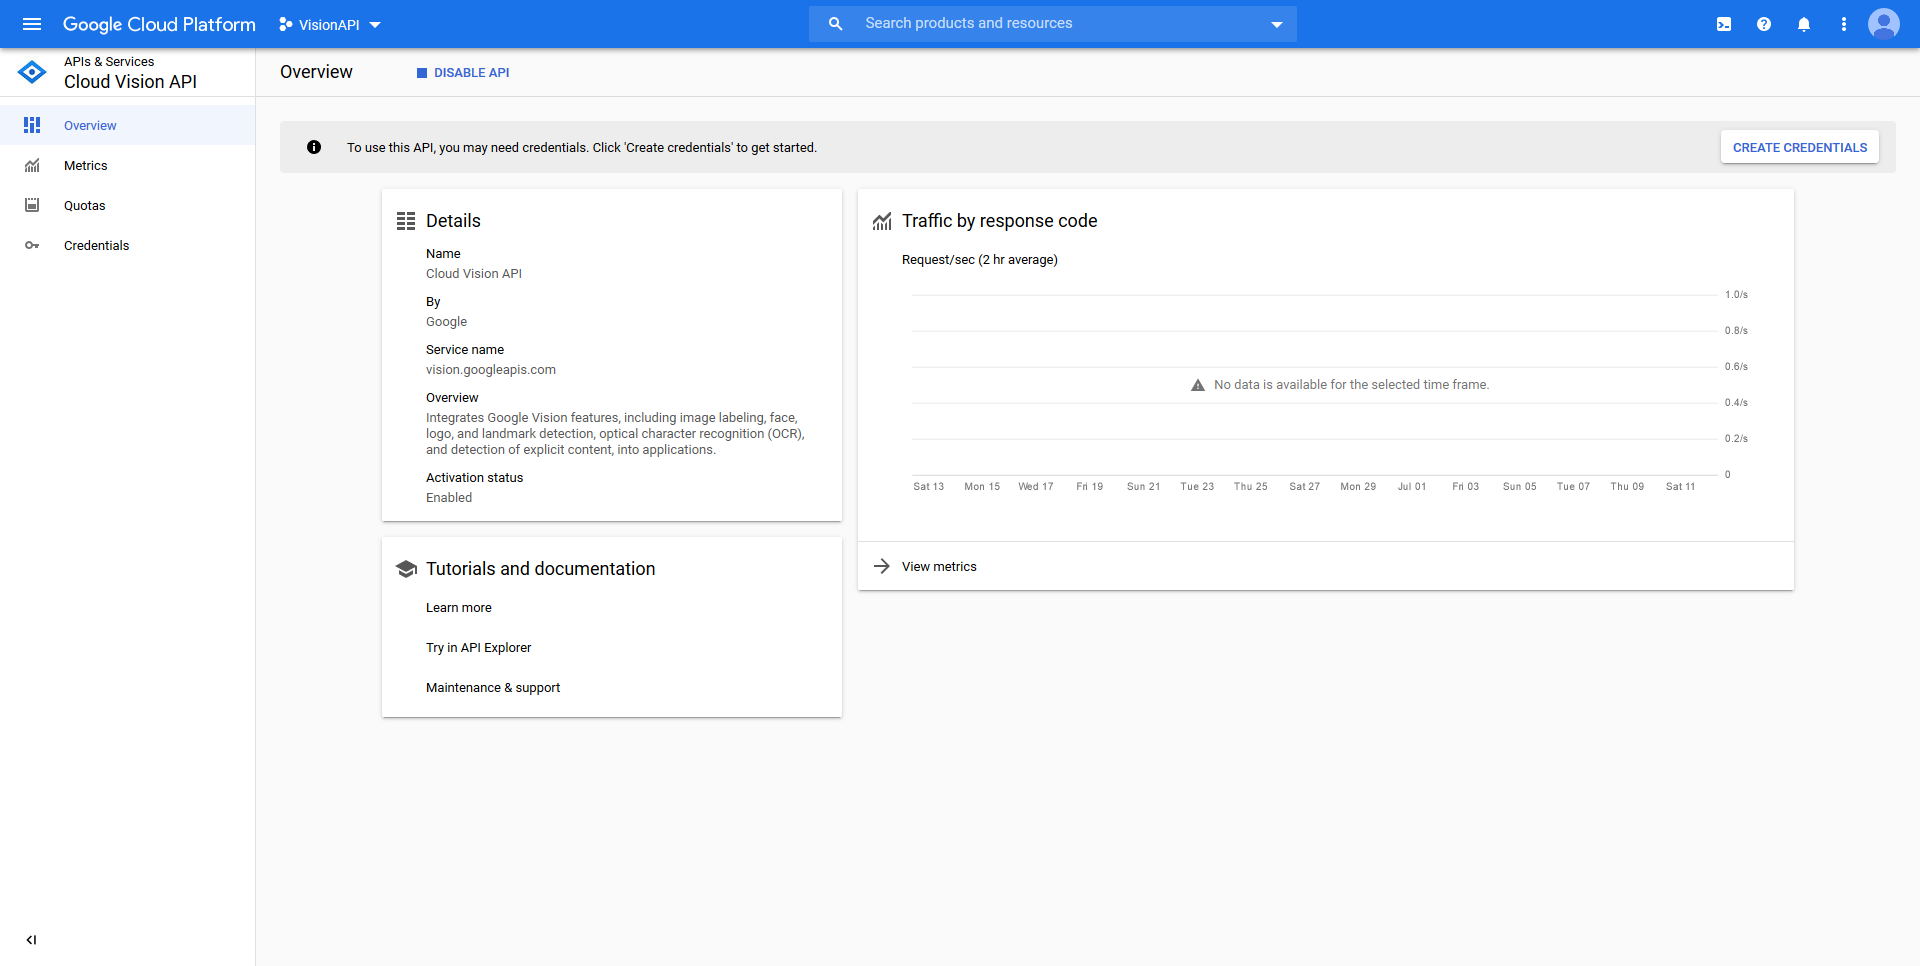 Google Cloud Platform
VisionAPI
Search products and resources
APIs & Services
Cloud Vision API
Overview
DISABLE API
Overview
Metrics
Quotas
Credentials
To use this API, you may need credentials. Click 'Create credentials' to get started.
CREATE CREDENTIALS
Details
Name
Cloud Vision API
By
Google
Service name
vision.googleapis.com
Overview
Integrates Google Vision features, including image labeling, face,
logo, and landmark detection, optical character recognition (OCR),
and detection of explicit content, into applications.
Activation status
Enabled
Tutorials and documentation
Learn more
Try in API Explorer
Maintenance & support
Traffic by response code
Request/sec (2 hr average)
1.0/s
0.8/s
0.6/s
No data is available for the selected time frame.
0.4/s
0.2/s
0
Sat 13 Mon 15 Wed 17 Fri 19 Sun 21 Tue 23 Thu 25 Sat 27 Mon 29 Jul 01 Fri 03 Sun 05 Tue 07 Thu 09 Sat 11
View metrics